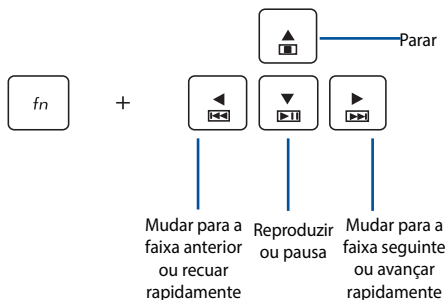 Parar
fn
+
Mudar para a
faixa anterior
ou recuar
rapidamente
Reproduzir
ou pausa
Mudar para a
faixa seguinte
ou avançar
rapidamente